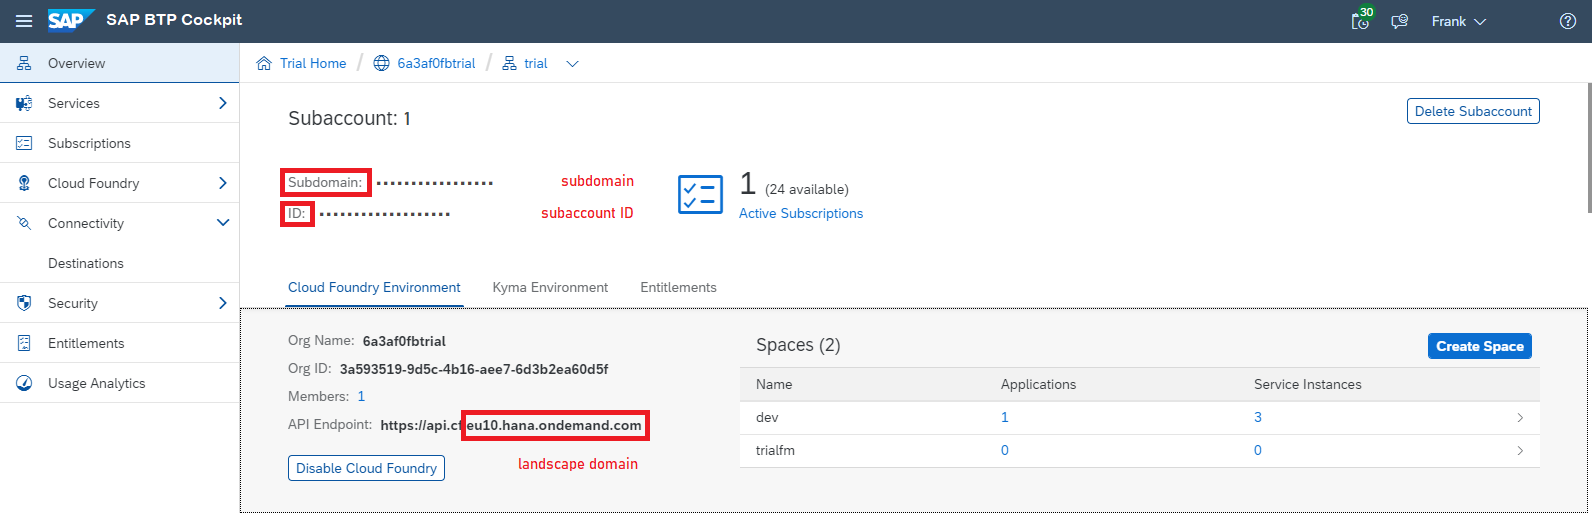 SAP SAP BTP Cockpit 30 Frank
Overview
Services
Subscriptions
Cloud Foundry
Connectivity
Destinations
Security
Entitlements
Usage Analytics
Trial Home / 6a3af0fbtrial / trial
Subaccount: 1
Delete Subaccount
Subdomain: ................. subdomain
ID: ................... subaccount ID
1 (24 available)
Active Subscriptions
Cloud Foundry Environment Kyma Environment Entitlements
Org Name: 6a3af0fbtrial
Org ID: 3a593519-9d5c-4b16-aee7-6d3b2ea60d5f
Members: 1
API Endpoint: https://api.cf.eu10.hana.ondemand.com
Disable Cloud Foundry landscape domain
Spaces (2) Create Space
Name Applications Service Instances
dev 1 3
trialfm 0 0